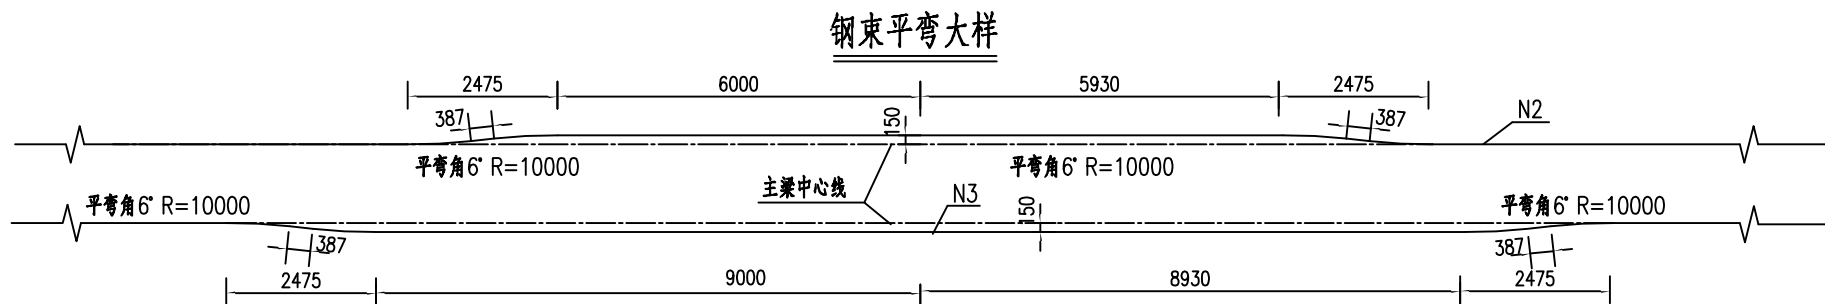 钢束平弯大样
2475 6000 5930 2475
387 150 387 N2
平弯角6° R=10000 平弯角6° R=10000
主梁中心线
平弯角6° R=10000 N3 150 平弯角6° R=10000
387 387
2475 9000 8930 2475